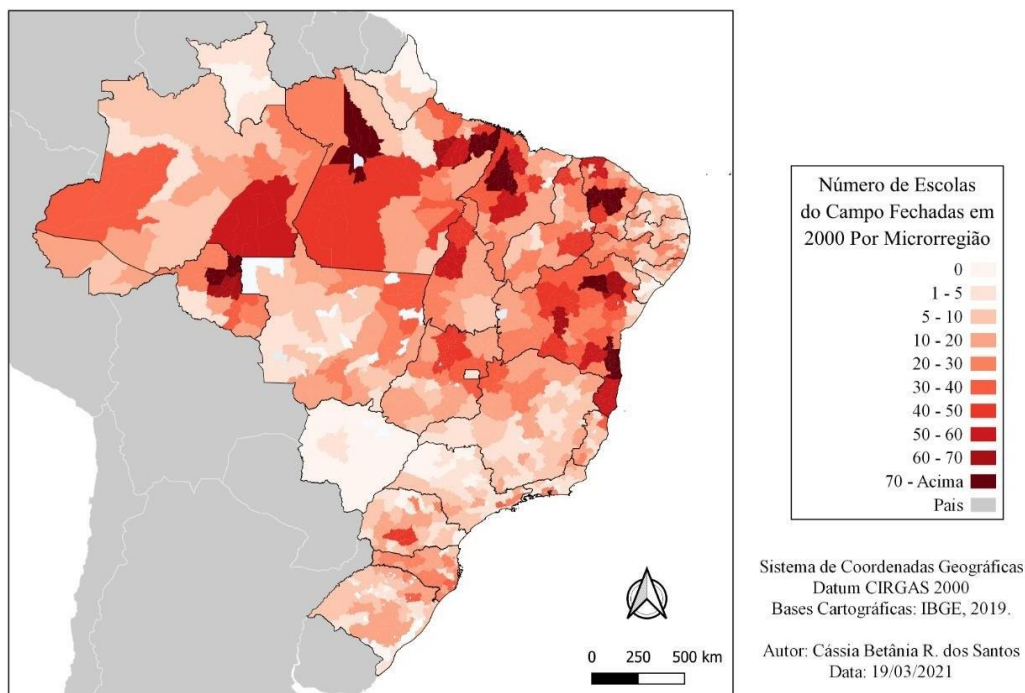 Número de Escolas
do Campo Fechadas em
2000 Por Microrregião
0
1 - 5
5 - 10
10 - 20
20 - 30
30 - 40
40 - 50
50 - 60
60 - 70
70 - Acima
Pais
Sistema de Coordenadas Geográficas
Datum CIRGAS 2000
Bases Cartográficas: IBGE, 2019.
Autor: Cássia Betânia R. dos Santos
Data: 19/03/2021
0 250 500 km